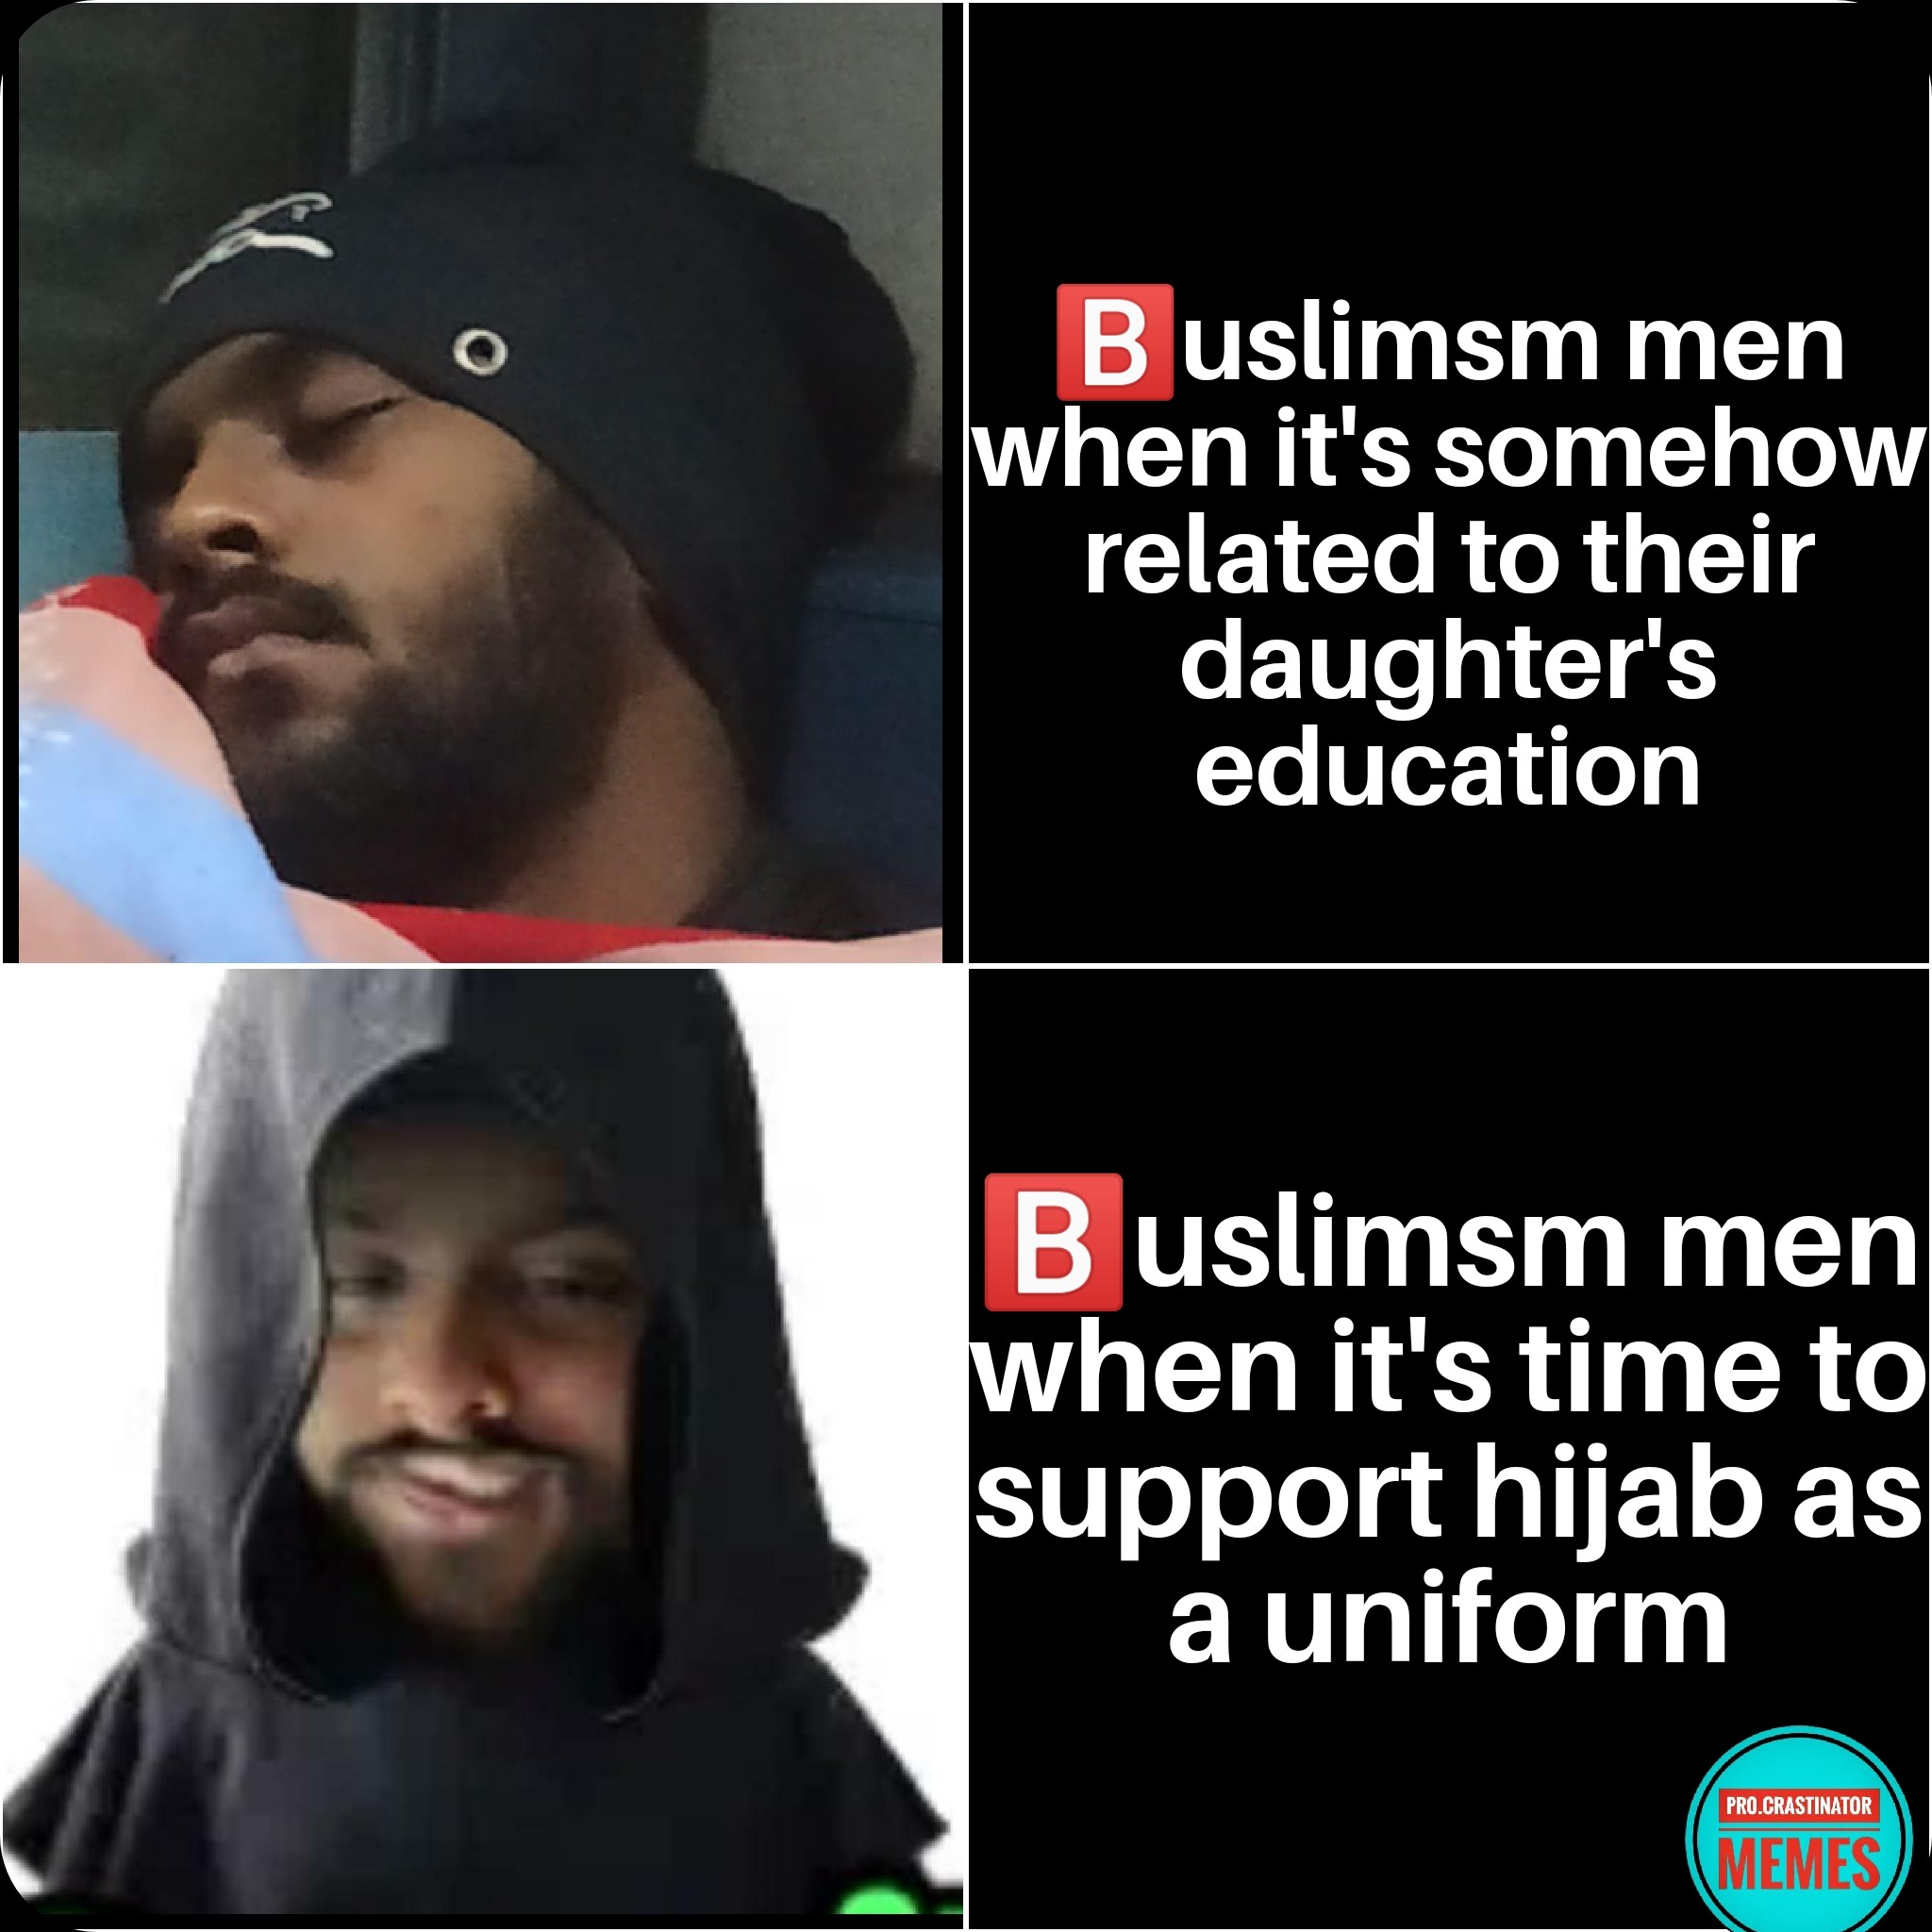 🅱uslimsm men
when it's somehow
related to their
daughter's
education
🅱uslimsm men
when it's time to
support hijab as
a uniform
PRO.CRASTINATOR
MEMES